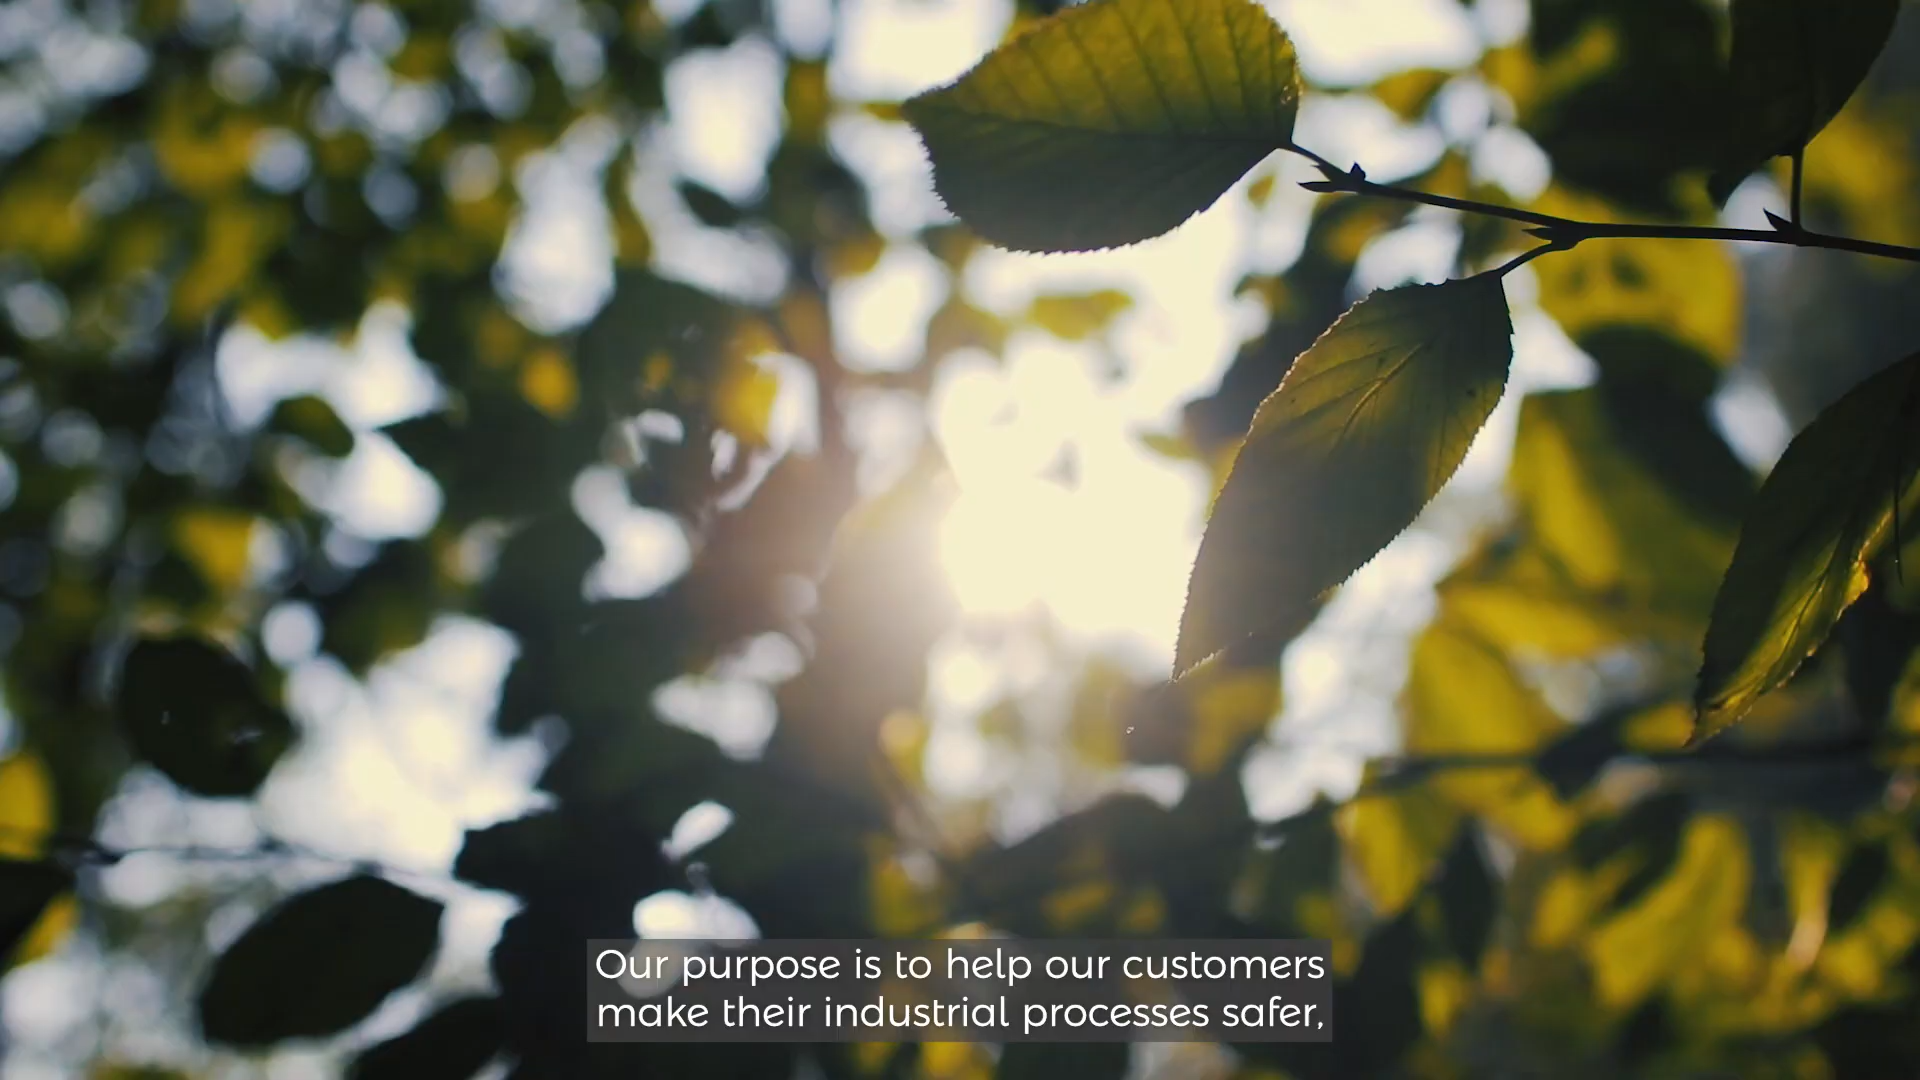 Our purpose is to help our customers
make their industrial processes safer,